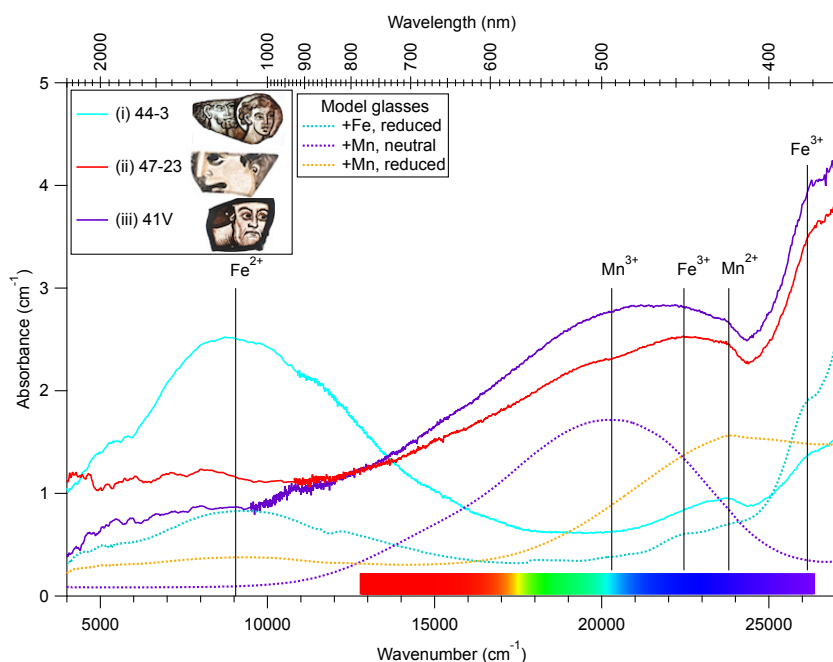 Wavelength (nm)
2000 1000 900 800 700 600 500 400
5
4
3
2
1
0
Absorbance (cm-1)
(i) 44-3
(ii) 47-23
(iii) 41V
Model glasses
+Fe, reduced
+Mn, neutral
+Mn, reduced
Fe2+
Mn3+
Fe3+
Mn2+
Fe3+
5000 10000 15000 20000 25000
Wavenumber (cm-1)